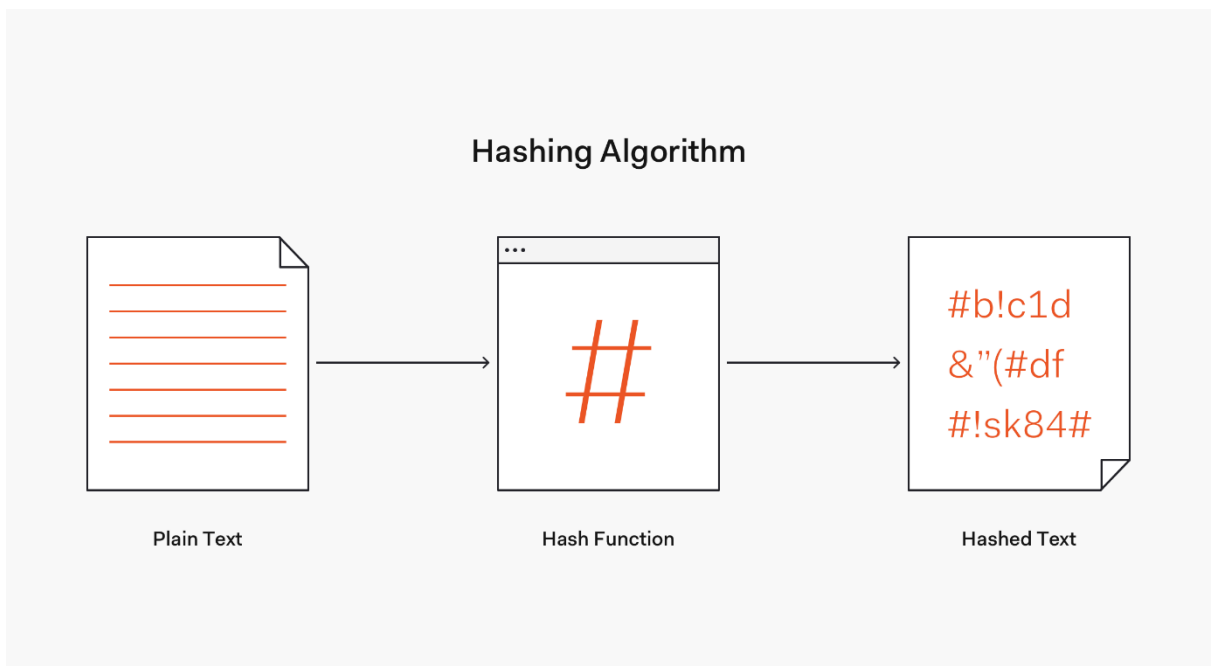 Hashing Algorithm
#b!c1d
&”(#df
#!sk84#
#
Plain Text
Hash Function
Hashed Text